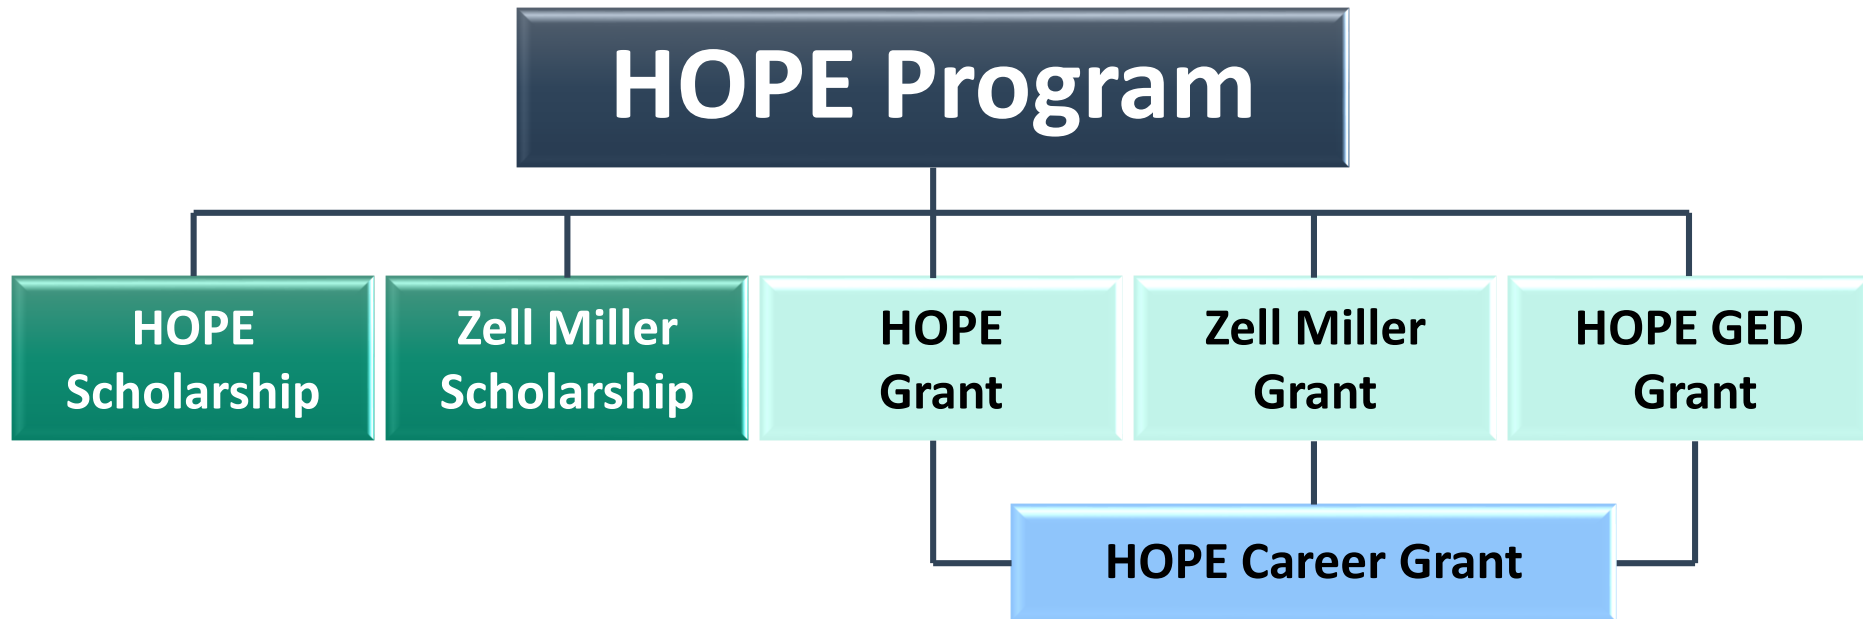 HOPE Program
HOPE
Scholarship
Zell Miller
Scholarship
HOPE
Grant
Zell Miller
Grant
HOPE GED
Grant
HOPE Career Grant